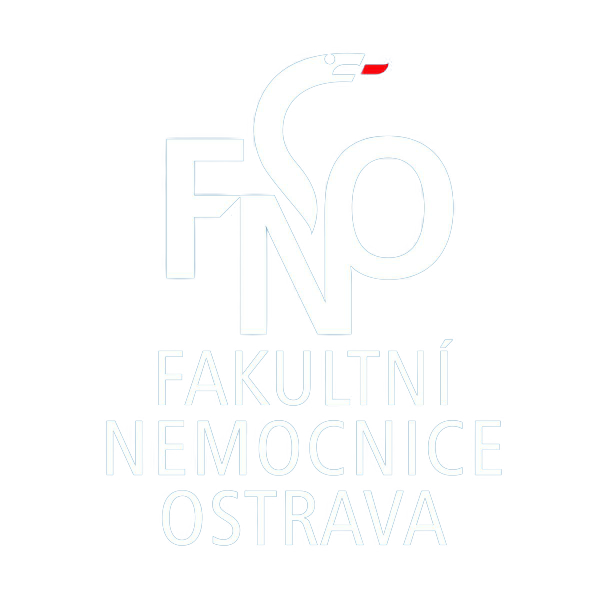 FNO
FAKULTNÍ
NEMOCNICE
OSTRAVA